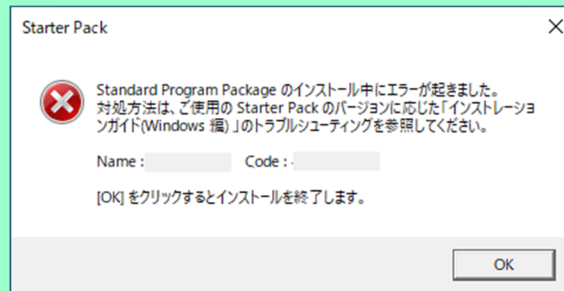 Starter Pack
Standard Program Package のインストール中にエラーが起きました。
対処方法は、ご使用の Starter Pack のバージョンに応じた「インストレーショ
ンガイド(Windows 編) 」のトラブルシューティングを参照してください。
Name : Code :
[OK] をクリックするとインストールを終了します。
OK